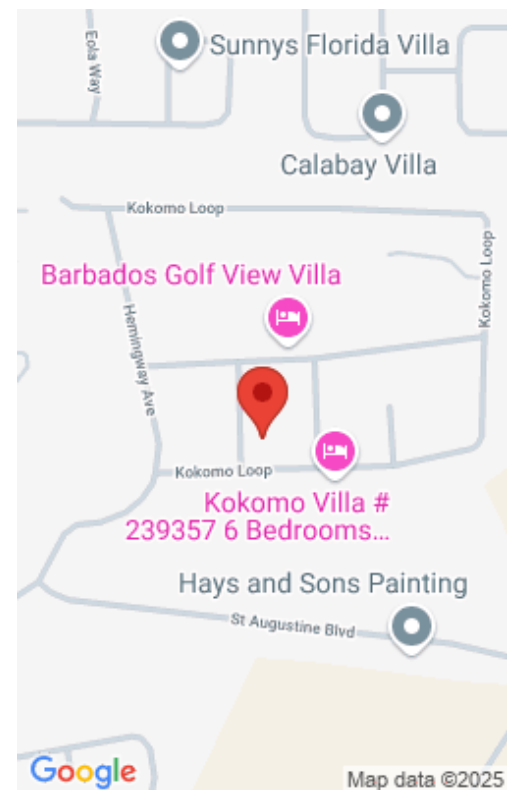 Eola Way
Sunnys Florida Villa
Calabay Villa
Kokomo Loop
Kokomo Loop
Barbados Golf View Villa
Hemingway Ave
Kokomo Loop
Kokomo Villa #
239357 6 Bedrooms...
Hays and Sons Painting
St Augustine Blvd
Google
Map data ©2025